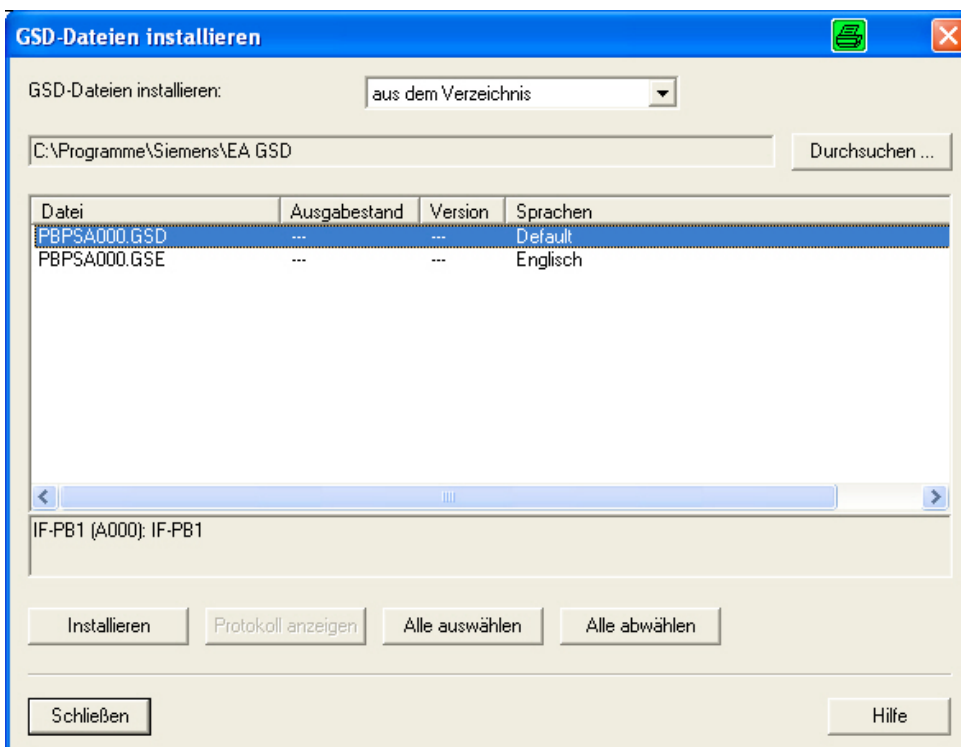 GSD-Dateien installieren
GSD-Dateien installieren: aus dem Verzeichnis
C:\Programme\Siemens\EA GSD Durchsuchen ...
Datei Ausgabestand Version Sprachen
PBPSA000.GSD --- --- Default
PBPSA000.GSE --- --- Englisch
IF-PB1 (A000): IF-PB1
Installieren Protokoll anzeigen Alle auswählen Alle abwählen
Schließen Hilfe